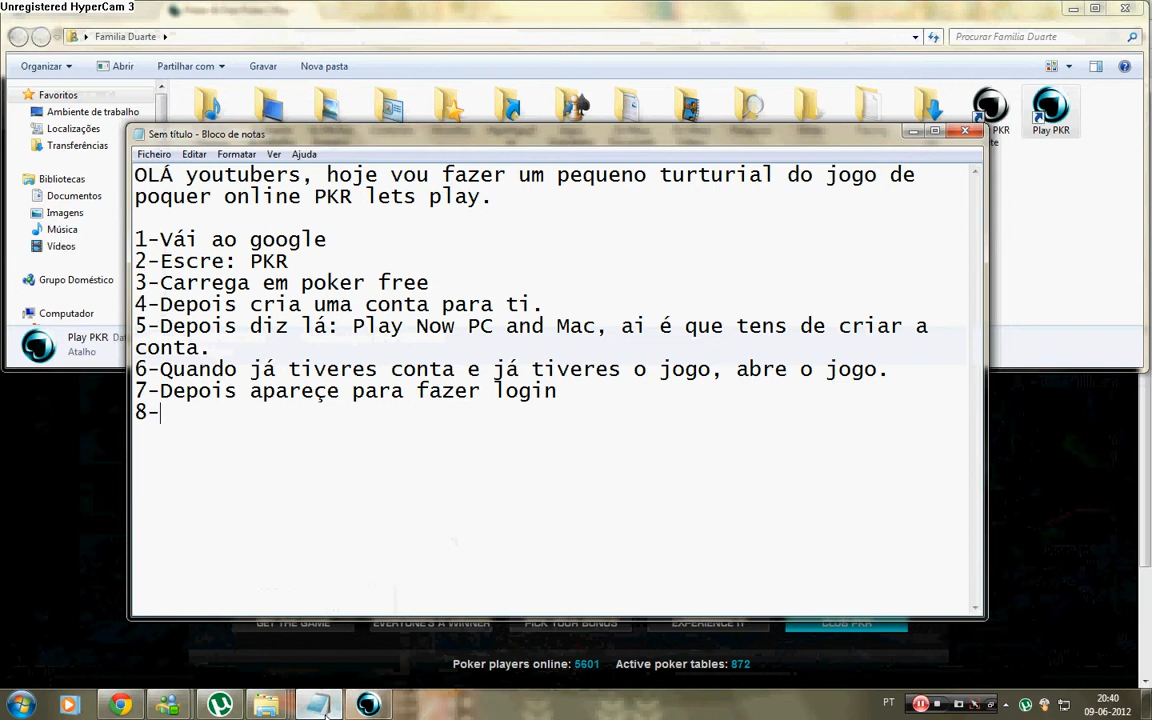 Unregistered HyperCam 3
Familia Duarte
Procurar Familia Duarte
Organizar
Abrir
Partilhar com
Gravar
Nova pasta
Favoritos
Ambiente de trabalho
Localizações
Transferências
Bibliotecas
Documentos
Imagens
Música
Vídeos
Grupo Doméstico
Computador
Play PKR
Atalho
PKR
Play PKR
Sem título - Bloco de notas
Ficheiro Editar Formatar Ver Ajuda
OLÁ youtubers, hoje vou fazer um pequeno turturial do jogo de
poquer online PKR lets play.
1-Vái ao google
2-Escre: PKR
3-Carrega em poker free
4-Depois cria uma conta para ti.
5-Depois diz lá: Play Now PC and Mac, ai é que tens de criar a
conta.
6-Quando já tiveres conta e já tiveres o jogo, abre o jogo.
7-Depois apareçe para fazer login
8-
GET THE GAME
EVERYONE'S A WINNER
PICK YOUR BONUS
EXPERIENCE IT
CLUB PKR
Poker players online: 5601 Active poker tables: 872
PT
20:40
09-06-2012